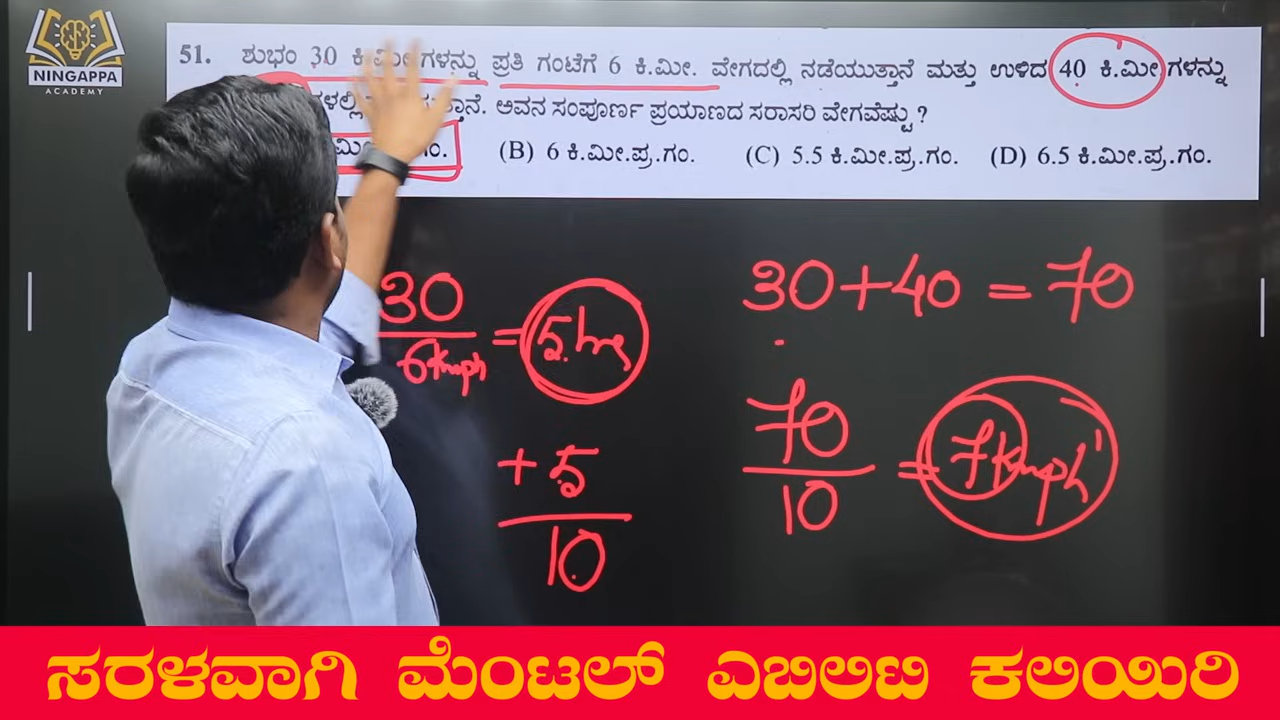 NINGAPPA
ACADEMY
51. ಶುಭಂ 30 ಕಿ.ಮೀಗಳನ್ನು ಪ್ರತಿ ಗಂಟೆಗೆ 6 ಕಿ.ಮೀ. ವೇಗದಲ್ಲಿ ನಡೆಯುತ್ತಾನೆ ಮತ್ತು ಉಳಿದ 40 ಕಿ.ಮೀಗಳನ್ನು
ಅವನ ಸಂಪೂರ್ಣ ಪ್ರಯಾಣದ ಸರಾಸರಿ ವೇಗವೆಷ್ಟು ?
(B) 6 ಕಿ.ಮೀ.ಪ್ರ.ಗಂ. (C) 5.5 ಕಿ.ಮೀ.ಪ್ರ.ಗಂ. (D) 6.5 ಕಿ.ಮೀ.ಪ್ರ.ಗಂ.
30
6kmph
= 5 hrs
+ 5
10
30+40 = 70
70
10
= 7kmph
ಸರಳವಾಗಿ ಮೆಂಟಲ್ ಎಬಿಲಿಟಿ ಕಲಿಯಿರಿ